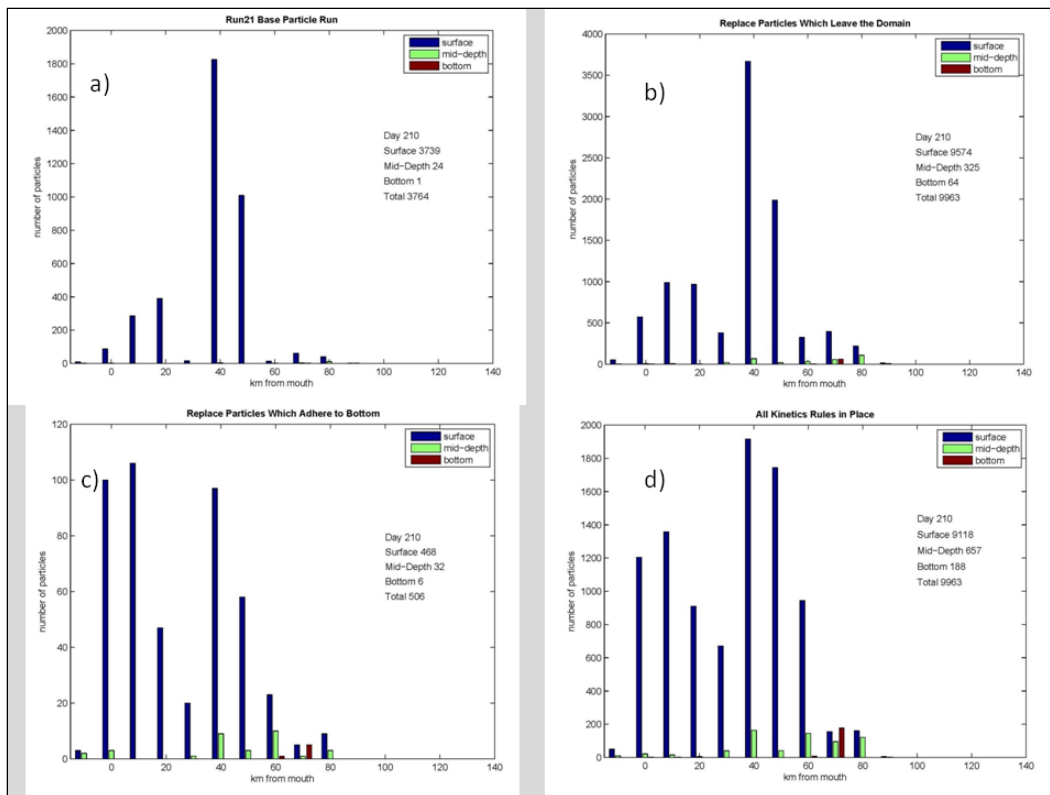 Run21 Base Particle Run
2000
1800
1600
1400
1200
1000
800
600
400
200
0
number of particles
a)
surface
mid-depth
bottom
Day 210
Surface 3739
Mid-Depth 24
Bottom 1
Total 3764
0 20 40 60 80 100 120 140
km from mouth
Replace Particles Which Leave the Domain
4000
3500
3000
2500
2000
1500
1000
500
0
number of particles
b)
surface
mid-depth
bottom
Day 210
Surface 9574
Mid-Depth 325
Bottom 64
Total 9963
0 20 40 60 80 100 120 140
km from mouth
Replace Particles Which Adhere to Bottom
120
100
80
60
40
20
0
number of particles
c)
surface
mid-depth
bottom
Day 210
Surface 468
Mid-Depth 32
Bottom 6
Total 506
0 20 40 60 80 100 120 140
km from mouth
All Kinetics Rules in Place
2000
1800
1600
1400
1200
1000
800
600
400
200
0
number of particles
d)
surface
mid-depth
bottom
Day 210
Surface 9118
Mid-Depth 657
Bottom 188
Total 9963
0 20 40 60 80 100 120 140
km from mouth